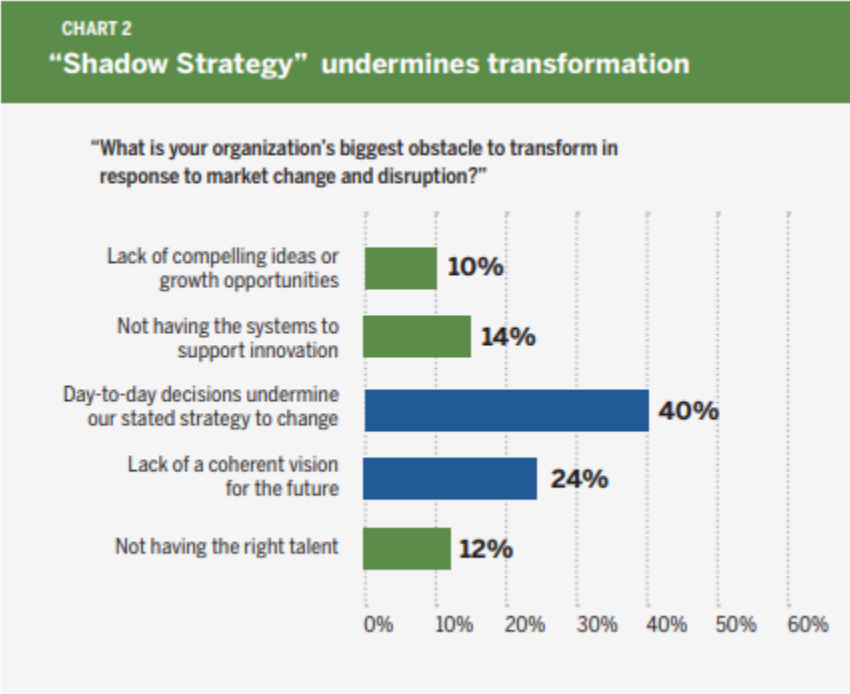 CHART 2
“Shadow Strategy” undermines transformation
“What is your organization’s biggest obstacle to transform in
response to market change and disruption?”
Lack of compelling ideas or
growth opportunities
10%
Not having the systems to
support innovation
14%
Day-to-day decisions undermine
our stated strategy to change
40%
Lack of a coherent vision
for the future
24%
Not having the right talent
12%
0% 10% 20% 30% 40% 50% 60%